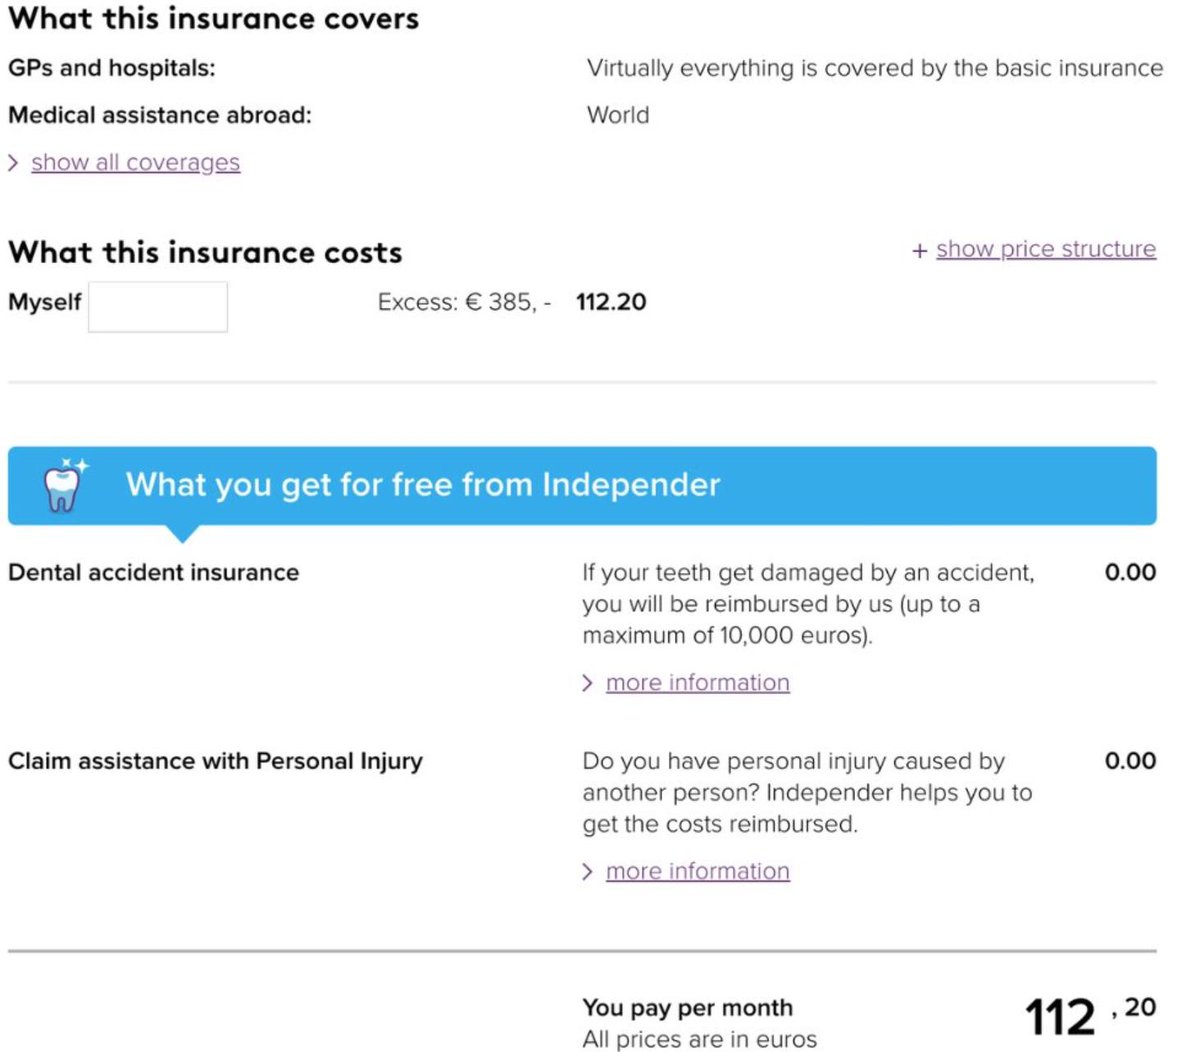 What this insurance covers
GPs and hospitals: Virtually everything is covered by the basic insurance
Medical assistance abroad: World
> show all coverages
What this insurance costs + show price structure
Myself Excess: € 385, - 112.20
What you get for free from Independer
Dental accident insurance If your teeth get damaged by an accident, 0.00
you will be reimbursed by us (up to a
maximum of 10,000 euros).
> more information
Claim assistance with Personal Injury Do you have personal injury caused by 0.00
another person? Independer helps you to
get the costs reimbursed.
> more information
You pay per month 112 , 20
All prices are in euros